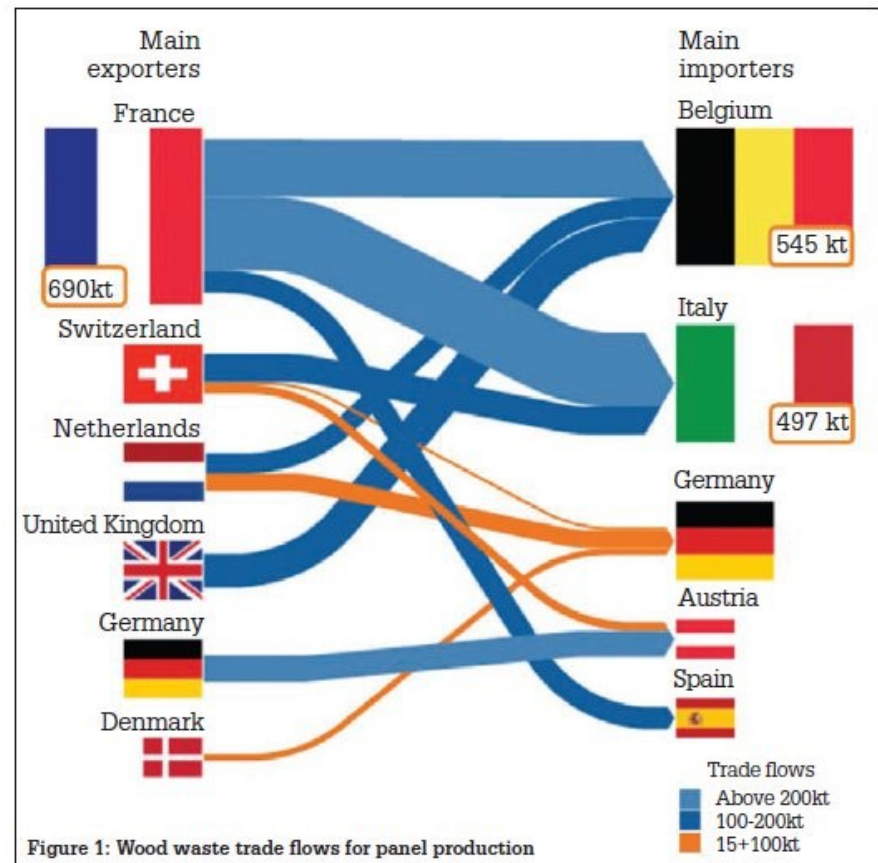 Main
exporters
France
690kt
Switzerland
Netherlands
United Kingdom
Germany
Denmark
Main
importers
Belgium
545 kt
Italy
497 kt
Germany
Austria
Spain
Trade flows
Above 200kt
100-200kt
15+100kt
Figure 1: Wood waste trade flows for panel production